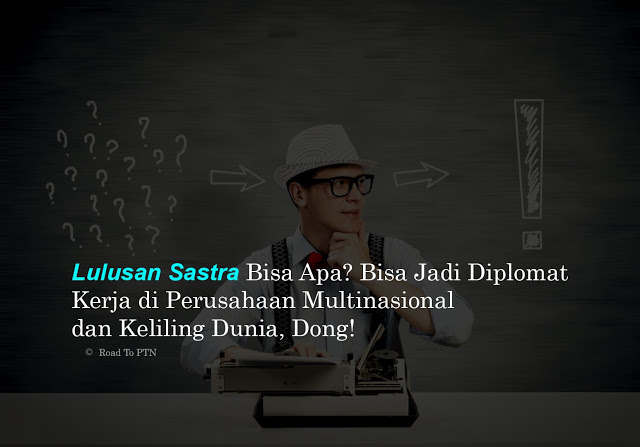 Lulusan Sastra Bisa Apa? Bisa Jadi Diplomat
Kerja di Perusahaan Multinasional
dan Keliling Dunia, Dong!
© Road To PTN